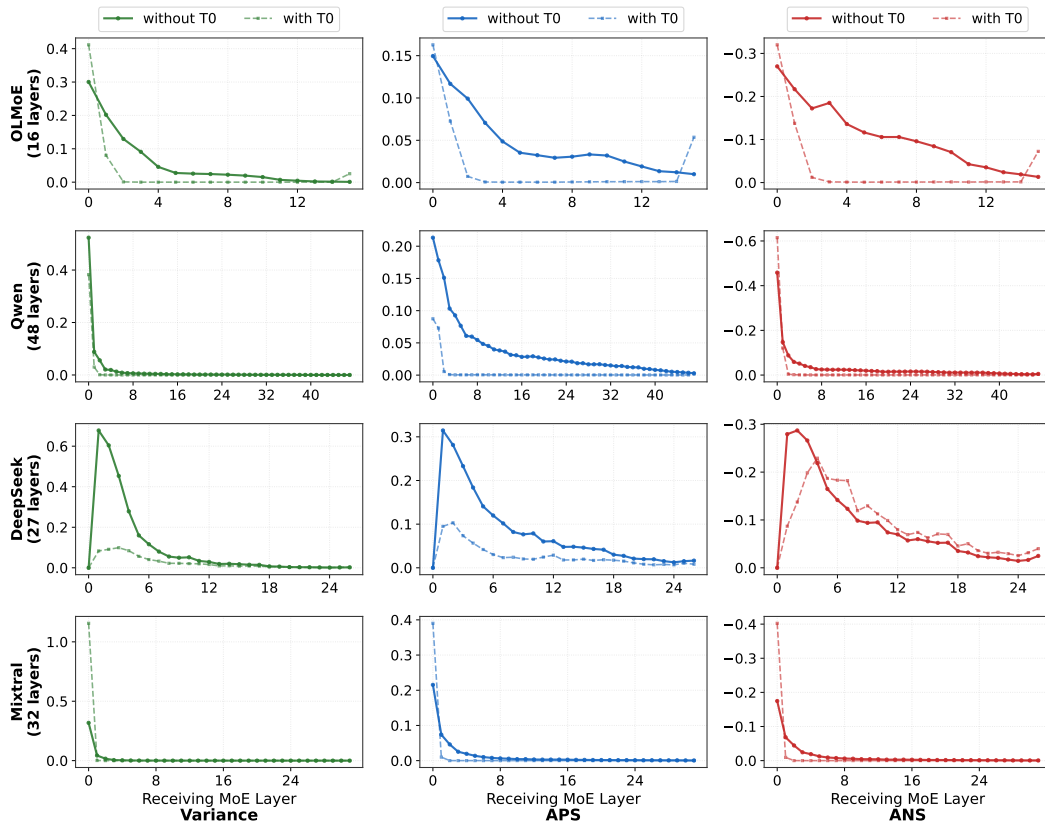 without T0 with T0
without T0 with T0
without T0 with T0
OLMoE
(16 layers)
0.4
0.3
0.2
0.1
0.0
0 4 8 12
0.15
0.10
0.05
0.00
0 4 8 12
−0.3
−0.2
−0.1
0.0
0 4 8 12
Qwen
(48 layers)
0.4
0.2
0.0
0 8 16 24 32 40
0.20
0.15
0.10
0.05
0.00
0 8 16 24 32 40
−0.6
−0.4
−0.2
0.0
0 8 16 24 32 40
DeepSeek
(27 layers)
0.6
0.4
0.2
0.0
0 6 12 18 24
0.3
0.2
0.1
0.0
0 6 12 18 24
−0.3
−0.2
−0.1
0.0
0 6 12 18 24
Mixtral
(32 layers)
1.0
0.5
0.0
0 8 16 24
Receiving MoE Layer
Variance
0.4
0.3
0.2
0.1
0.0
0 8 16 24
Receiving MoE Layer
APS
−0.4
−0.3
−0.2
−0.1
0.0
0 8 16 24
Receiving MoE Layer
ANS